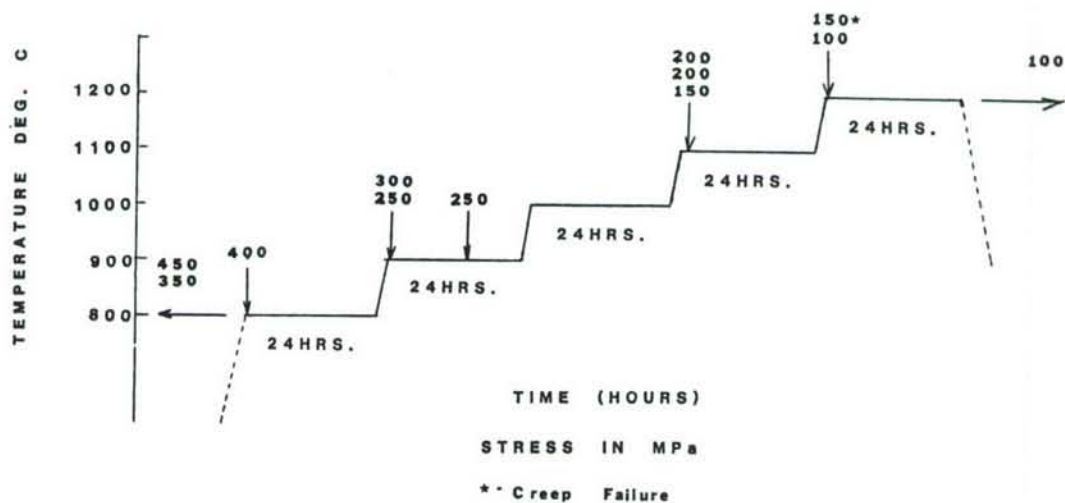 TEMPERATURE DEG. C
1200
1100
1000
900
800
450
350
400
300
250
250
200
200
150
150*
100
100
24HRS.
24HRS.
24HRS.
24HRS.
24HRS.
TIME (HOURS)
STRESS IN MPa
*- Creep Failure